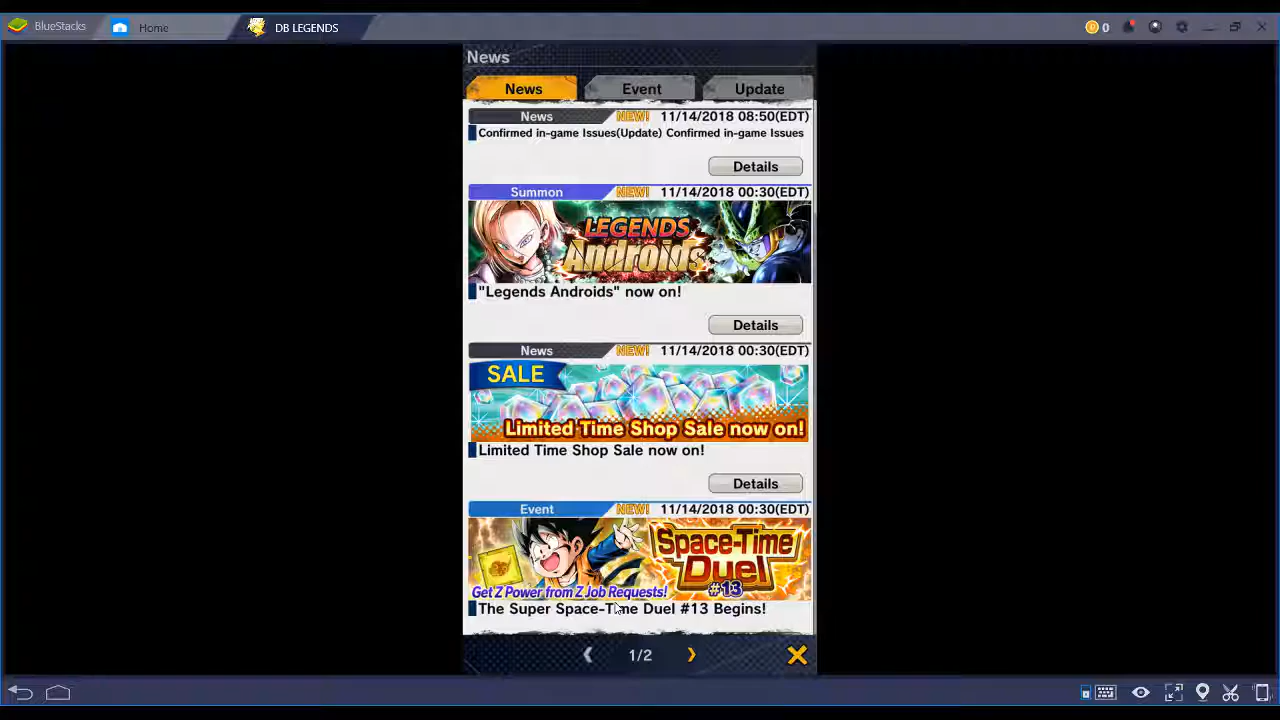 BlueStacks
Home
DB LEGENDS
0
News
News
Event
Update
News
NEW!
11/14/2018 08:50(EDT)
Confirmed in-game Issues(Update) Confirmed in-game Issues
Details
Summon
NEW!
11/14/2018 00:30(EDT)
LEGENDS
Androids
"Legends Androids" now on!
Details
News
NEW!
11/14/2018 00:30(EDT)
SALE
Limited Time Shop Sale now on!
Limited Time Shop Sale now on!
Details
Event
NEW!
11/14/2018 00:30(EDT)
Space-Time
Duel
#13
Get Z Power from Z Job Requests!
The Super Space-Time Duel #13 Begins!
1/2